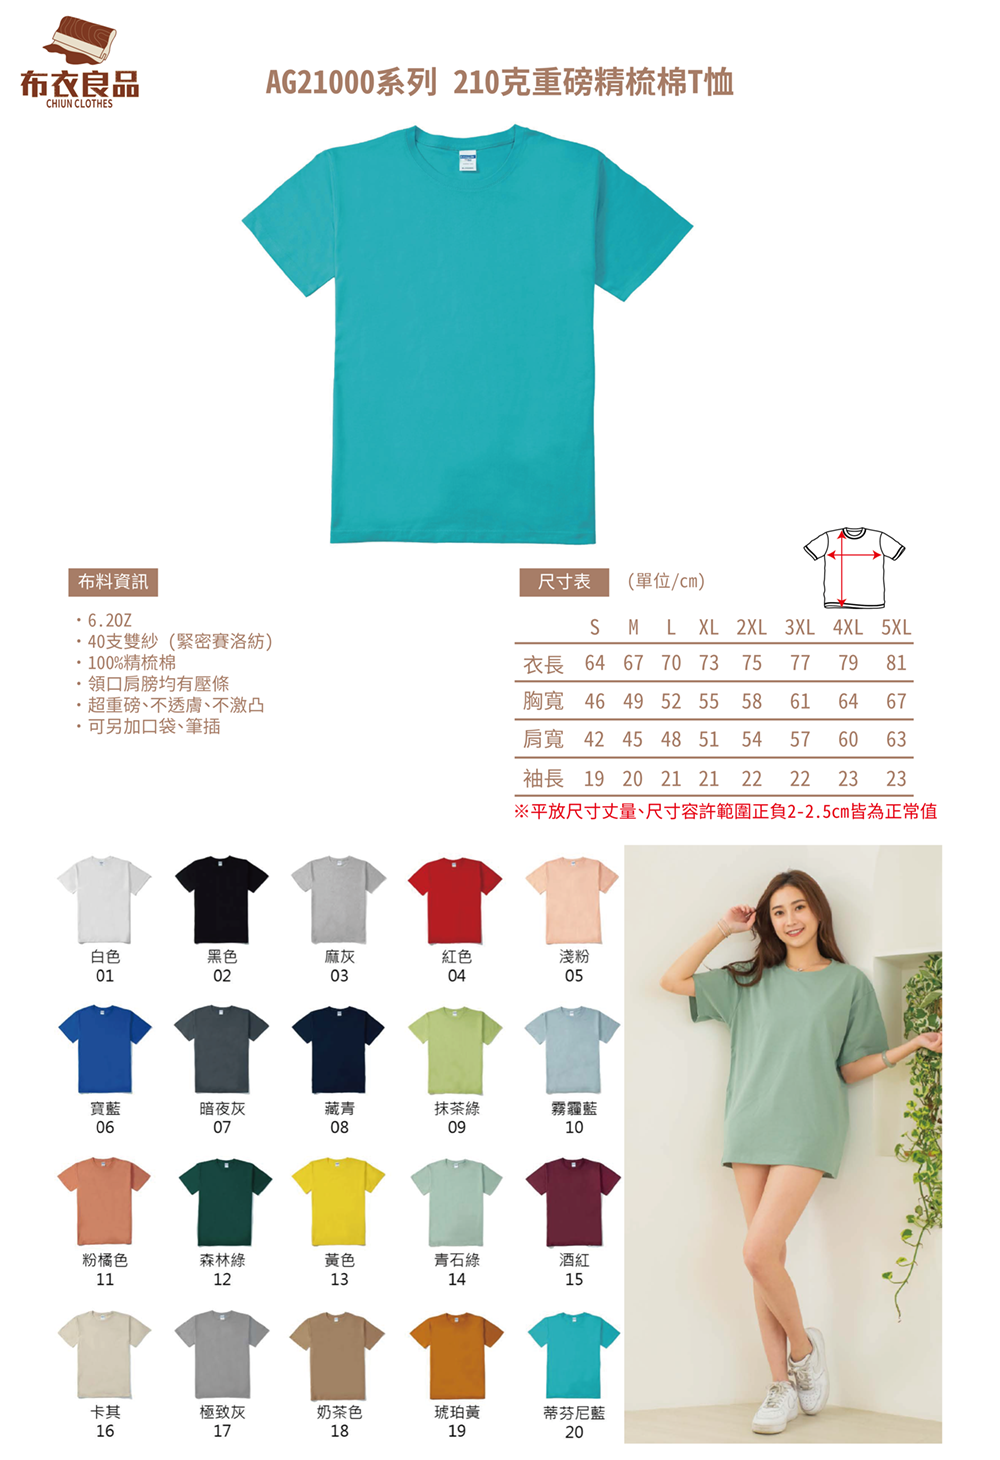 布衣良品
CHIUN CLOTHES
AG21000系列 210克重磅精梳棉T恤
布料資訊
・6.2OZ
・40支雙紗 (緊密賽洛紡)
・100%精梳棉
・領口肩膀均有壓條
・超重磅、不透膚、不激凸
・可另加口袋、筆插
尺寸表 (單位/cm)
S M L XL 2XL 3XL 4XL 5XL
衣長 64 67 70 73 75 77 79 81
胸寬 46 49 52 55 58 61 64 67
肩寬 42 45 48 51 54 57 60 63
袖長 19 20 21 21 22 22 23 23
※平放尺寸丈量、尺寸容許範圍正負2-2.5cm皆為正常值
白色 黑色 麻灰 紅色 淺粉
01 02 03 04 05
寶藍 暗夜灰 藏青 抹茶綠 霧霾藍
06 07 08 09 10
粉橘色 森林綠 黃色 青石綠 酒紅
11 12 13 14 15
卡其 極致灰 奶茶色 琥珀黃 蒂芬尼藍
16 17 18 19 20